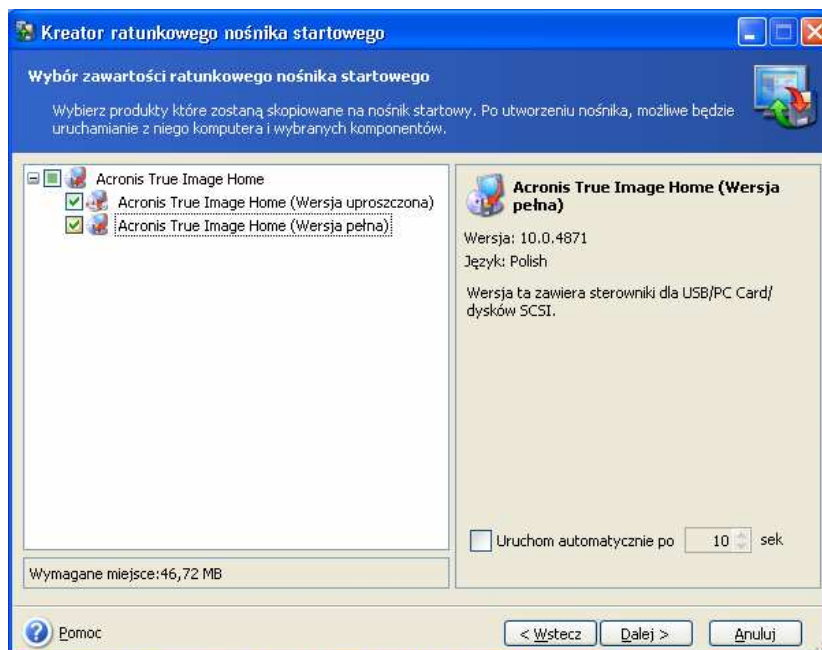 Kreator ratunkowego nośnika startowego
Wybór zawartości ratunkowego nośnika startowego
Wybierz produkty które zostaną skopiowane na nośnik startowy. Po utworzeniu nośnika, możliwe będzie
uruchamianie z niego komputera i wybranych komponentów.
Acronis True Image Home
Acronis True Image Home (Wersja uproszczona)
Acronis True Image Home (Wersja pełna)
Wymagane miejsce:46,72 MB
Acronis True Image Home (Wersja
pełna)
Wersja: 10.0.4871
Język: Polish
Wersja ta zawiera sterowniki dla USB/PC Card/
dysków SCSI.
Uruchom automatycznie po 10 sek
Pomoc
< Wstecz Dalej > Anuluj